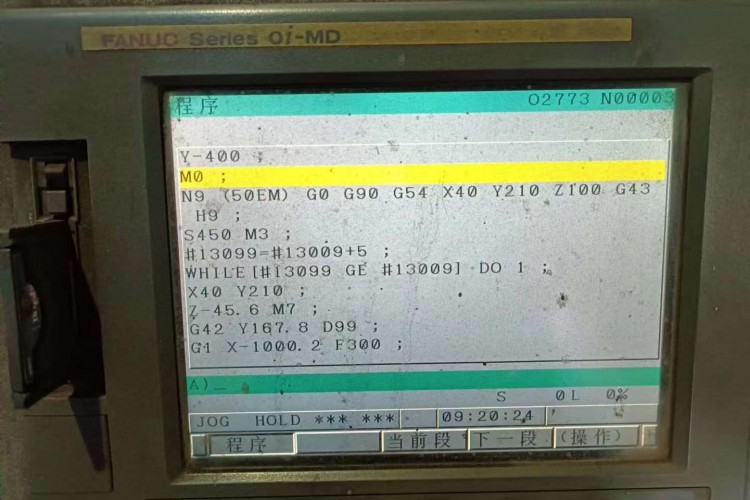 FANUC Series 0i-MD
程序 O2773 N00003
Y-400 ;
M0 ;
N9 (50EM) G0 G90 G54 X40 Y210 Z100 G43
H9 ;
S450 M3 ;
#13099=#13009+5 ;
WHILE[#13099 GE #13009] DO 1 ;
X40 Y210 ;
Z-45.6 M7 ;
G42 Y167.8 D99 ;
G1 X-1000.2 F300 ;
A)_
S 0L 0%
JOG HOLD *** *** 09:20:24
程序 当前段 下一段 (操作)